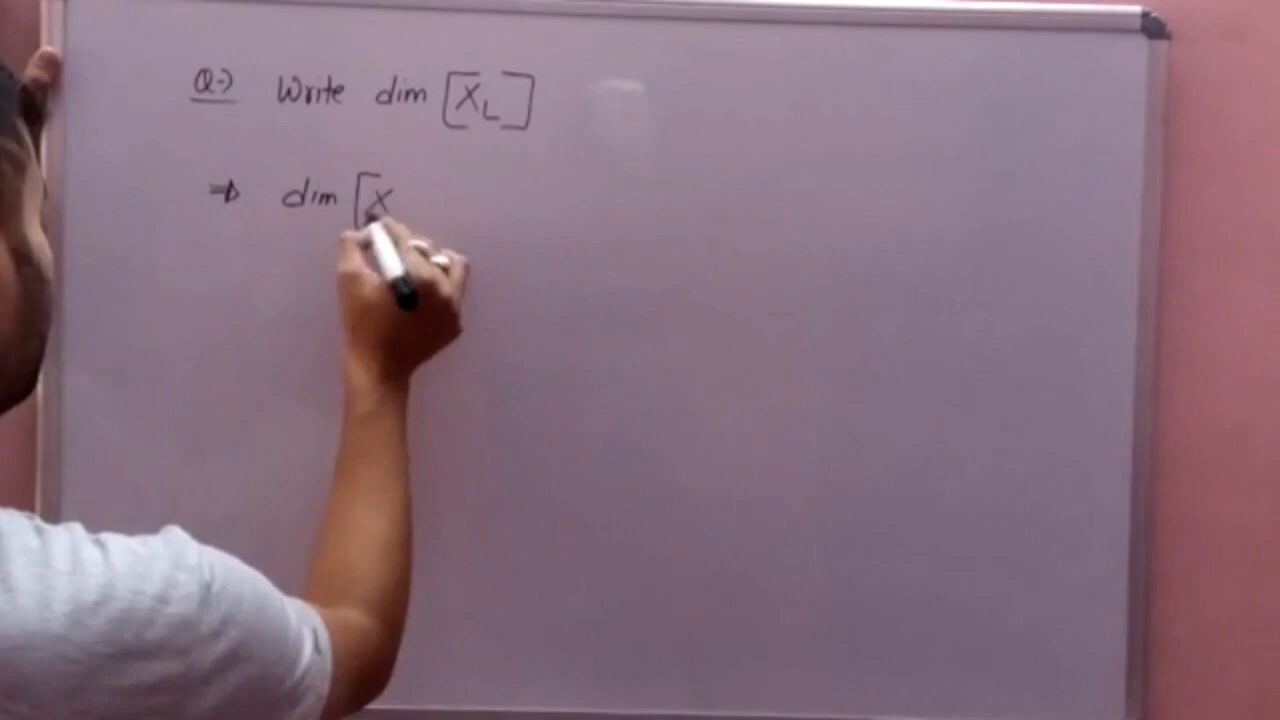 Q→ Write dim [X_L]
⇒ dim [X